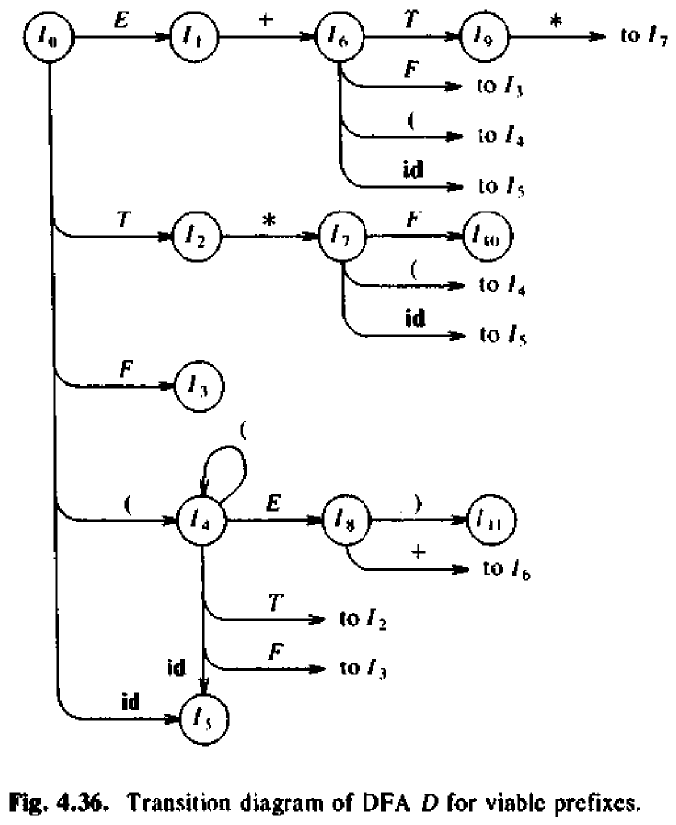 I₀ E I₁ + I₆ T I₉ * to I₇
F to I₃
( to I₄
id to I₅
T I₂ * I₇ F I₁₀
( to I₄
id to I₅
F I₃
(
( I₄ E I₈ ) I₁₁
+ to I₆
T to I₂
id F to I₃
id I₅
Fig. 4.36. Transition diagram of DFA D for viable prefixes.